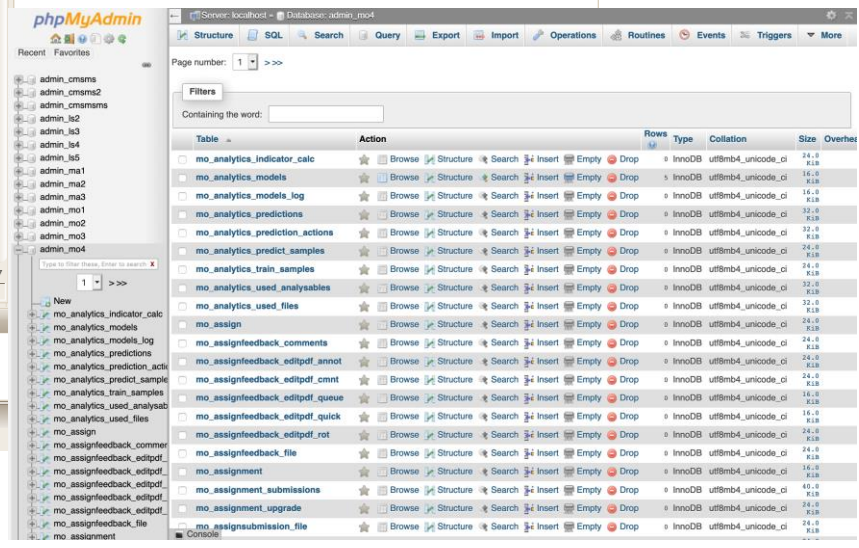 phpMyAdmin
Recent Favorites
admin_cmsms
admin_cmsms2
admin_cmsmsms
admin_ls2
admin_ls3
admin_ls4
admin_ls5
admin_ma1
admin_ma2
admin_ma3
admin_mo1
admin_mo2
admin_mo3
admin_mo4
Type to filter these, Enter to search X
1 > >>
New
mo_analytics_indicator_calc
mo_analytics_models
mo_analytics_models_log
mo_analytics_predictions
mo_analytics_prediction_acti
mo_analytics_predict_sample
mo_analytics_train_samples
mo_analytics_used_analysab
mo_analytics_used_files
mo_assign
mo_assignfeedback_commer
mo_assignfeedback_editpdf_
mo_assignfeedback_editpdf_
mo_assignfeedback_editpdf_
mo_assignfeedback_editpdf_
mo_assignfeedback_file
mo_assignment
Server: localhost » Database: admin_mo4
Structure SQL Search Query Export Import Operations Routines Events Triggers More
Page number: 1 > >>
Filters
Containing the word:
Table Action Rows Type Collation Size Overhea
mo_analytics_indicator_calc Browse Structure Search Insert Empty Drop 0 InnoDB utf8mb4_unicode_ci 24.0 KiB
mo_analytics_models Browse Structure Search Insert Empty Drop 5 InnoDB utf8mb4_unicode_ci 16.0 KiB
mo_analytics_models_log Browse Structure Search Insert Empty Drop 0 InnoDB utf8mb4_unicode_ci 16.0 KiB
mo_analytics_predictions Browse Structure Search Insert Empty Drop 0 InnoDB utf8mb4_unicode_ci 32.0 KiB
mo_analytics_prediction_actions Browse Structure Search Insert Empty Drop 0 InnoDB utf8mb4_unicode_ci 32.0 KiB
mo_analytics_predict_samples Browse Structure Search Insert Empty Drop 0 InnoDB utf8mb4_unicode_ci 24.0 KiB
mo_analytics_train_samples Browse Structure Search Insert Empty Drop 0 InnoDB utf8mb4_unicode_ci 24.0 KiB
mo_analytics_used_analysables Browse Structure Search Insert Empty Drop 0 InnoDB utf8mb4_unicode_ci 32.0 KiB
mo_analytics_used_files Browse Structure Search Insert Empty Drop 0 InnoDB utf8mb4_unicode_ci 32.0 KiB
mo_assign Browse Structure Search Insert Empty Drop 0 InnoDB utf8mb4_unicode_ci 24.0 KiB
mo_assignfeedback_comments Browse Structure Search Insert Empty Drop 0 InnoDB utf8mb4_unicode_ci 24.0 KiB
mo_assignfeedback_editpdf_annot Browse Structure Search Insert Empty Drop 0 InnoDB utf8mb4_unicode_ci 24.0 KiB
mo_assignfeedback_editpdf_cmnt Browse Structure Search Insert Empty Drop 0 InnoDB utf8mb4_unicode_ci 24.0 KiB
mo_assignfeedback_editpdf_queue Browse Structure Search Insert Empty Drop 0 InnoDB utf8mb4_unicode_ci 16.0 KiB
mo_assignfeedback_editpdf_quick Browse Structure Search Insert Empty Drop 0 InnoDB utf8mb4_unicode_ci 16.0 KiB
mo_assignfeedback_editpdf_rot Browse Structure Search Insert Empty Drop 0 InnoDB utf8mb4_unicode_ci 24.0 KiB
mo_assignfeedback_file Browse Structure Search Insert Empty Drop 0 InnoDB utf8mb4_unicode_ci 24.0 KiB
mo_assignment Browse Structure Search Insert Empty Drop 0 InnoDB utf8mb4_unicode_ci 16.0 KiB
mo_assignment_submissions Browse Structure Search Insert Empty Drop 0 InnoDB utf8mb4_unicode_ci 40.0 KiB
mo_assignment_upgrade Browse Structure Search Insert Empty Drop 0 InnoDB utf8mb4_unicode_ci 24.0 KiB
mo_assignsubmission_file Browse Structure Search Insert Empty Drop 0 InnoDB utf8mb4_unicode_ci 24.0 KiB
Console